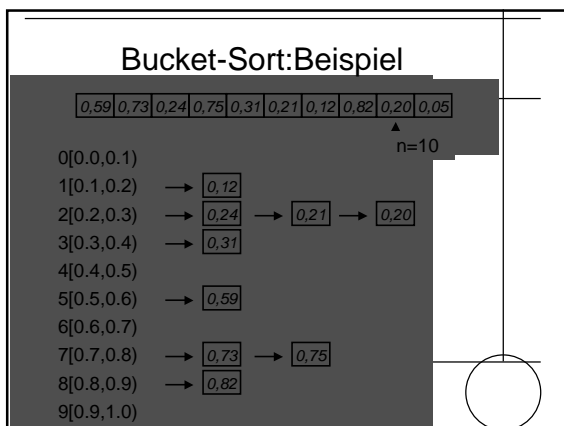 Bucket-Sort:Beispiel
0,59 0,73 0,24 0,75 0,31 0,21 0,12 0,82 0,20 0,05
n=10
0[0.0,0.1)
1[0.1,0.2) 0,12
2[0.2,0.3) 0,24 0,21 0,20
3[0.3,0.4) 0,31
4[0.4,0.5)
5[0.5,0.6) 0,59
6[0.6,0.7)
7[0.7,0.8) 0,73 0,75
8[0.8,0.9) 0,82
9[0.9,1.0)